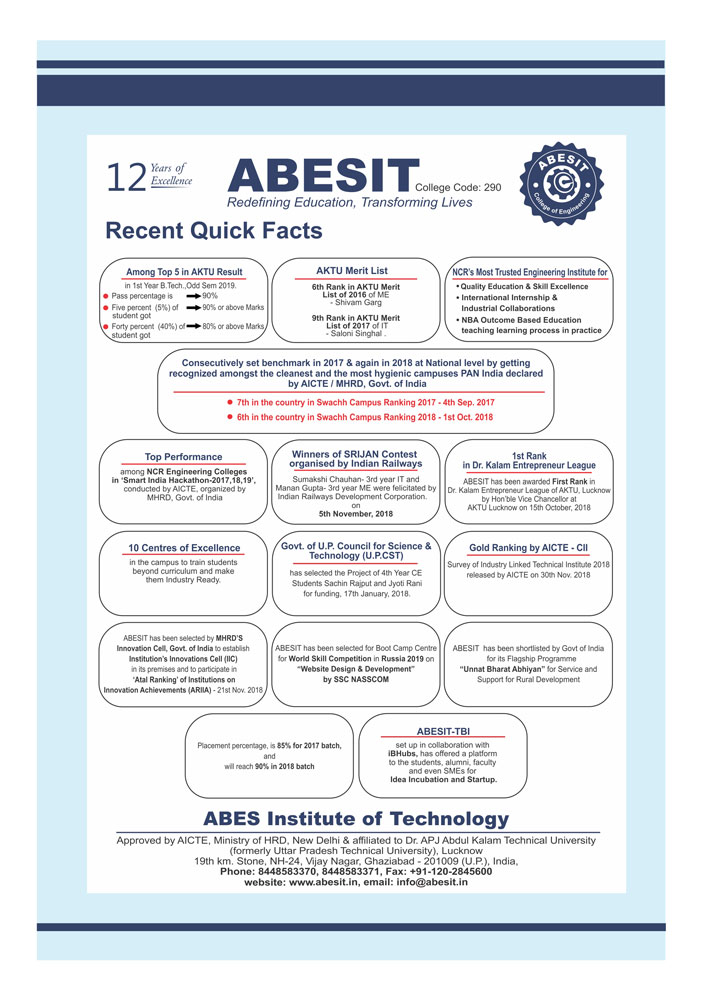 12 Years of
Excellence
ABESIT College Code: 290
Redefining Education, Transforming Lives
ABESIT
College of Engineering
Recent Quick Facts
Among Top 5 in AKTU Result
in 1st Year B.Tech.,Odd Sem 2019.
Pass percentage is 90%
Five percent (5%) of 90% or above Marks
student got
Forty percent (40%) of 80% or above Marks
student got
AKTU Merit List
6th Rank in AKTU Merit
List of 2016 of ME
- Shivam Garg
9th Rank in AKTU Merit
List of 2017 of IT
- Saloni Singhal .
NCR's Most Trusted Engineering Institute for
• Quality Education & Skill Excellence
• International Internship &
Industrial Collaborations
• NBA Outcome Based Education
teaching learning process in practice
Consecutively set benchmark in 2017 & again in 2018 at National level by getting
recognized amongst the cleanest and the most hygienic campuses PAN India declared
by AICTE / MHRD, Govt. of India
7th in the country in Swachh Campus Ranking 2017 - 4th Sep. 2017
6th in the country in Swachh Campus Ranking 2018 - 1st Oct. 2018
Top Performance
among NCR Engineering Colleges
in 'Smart India Hackathon-2017,18,19',
conducted by AICTE, organized by
MHRD, Govt. of India
Winners of SRIJAN Contest
organised by Indian Railways
Sumakshi Chauhan- 3rd year IT and
Manan Gupta- 3rd year ME were felicitated by
Indian Railways Development Corporation.
on
5th November, 2018
1st Rank
in Dr. Kalam Entrepreneur League
ABESIT has been awarded First Rank in
Dr. Kalam Entrepreneur League of AKTU, Lucknow
by Hon'ble Vice Chancellor at
AKTU Lucknow on 15th October, 2018
10 Centres of Excellence
in the campus to train students
beyond curriculum and make
them Industry Ready.
Govt. of U.P. Council for Science &
Technology (U.P.CST)
has selected the Project of 4th Year CE
Students Sachin Rajput and Jyoti Rani
for funding, 17th January, 2018.
Gold Ranking by AICTE - CII
Survey of Industry Linked Technical Institute 2018
released by AICTE on 30th Nov. 2018
ABESIT has been selected by MHRD'S
Innovation Cell, Govt. of India to establish
Institution's Innovations Cell (IIC)
in its premises and to participate in
'Atal Ranking' of Institutions on
Innovation Achievements (ARIIA) - 21st Nov. 2018
ABESIT has been selected for Boot Camp Centre
for World Skill Competition in Russia 2019 on
"Website Design & Development"
by SSC NASSCOM
ABESIT has been shortlisted by Govt of India
for its Flagship Programme
"Unnat Bharat Abhiyan" for Service and
Support for Rural Development
Placement percentage, is 85% for 2017 batch,
and
will reach 90% in 2018 batch
ABESIT-TBI
set up in collaboration with
iBHubs, has offered a platform
to the students, alumni, faculty
and even SMEs for
Idea Incubation and Startup.
ABES Institute of Technology
Approved by AICTE, Ministry of HRD, New Delhi & affiliated to Dr. APJ Abdul Kalam Technical University
(formerly Uttar Pradesh Technical University), Lucknow
19th km. Stone, NH-24, Vijay Nagar, Ghaziabad - 201009 (U.P.), India,
Phone: 8448583370, 8448583371, Fax: +91-120-2845600
website: www.abesit.in, email: info@abesit.in